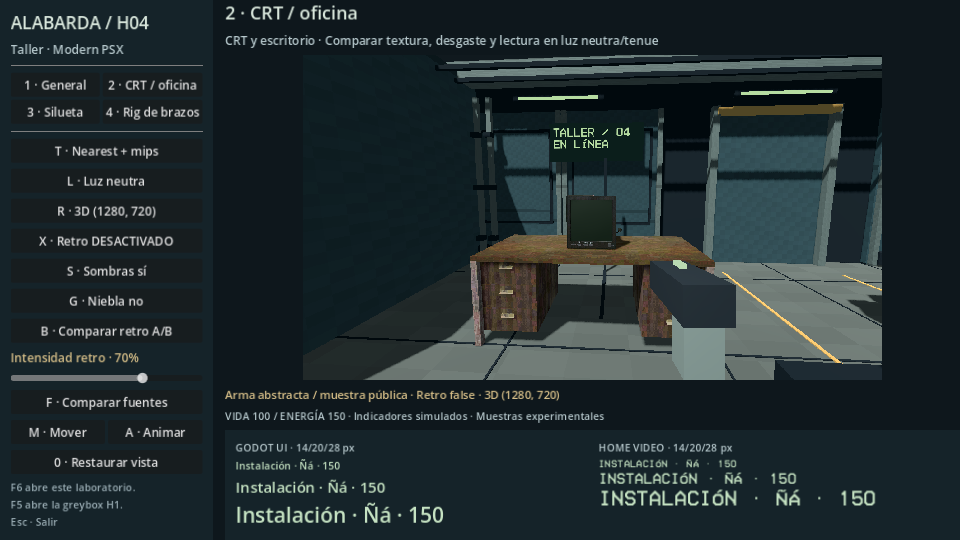 ALABARDA / H04
Taller · Modern PSX
1 · General
2 · CRT / oficina
3 · Silueta
4 · Rig de brazos
T · Nearest + mips
L · Luz neutra
R · 3D (1280, 720)
X · Retro DESACTIVADO
S · Sombras sí
G · Niebla no
B · Comparar retro A/B
Intensidad retro · 70%
F · Comparar fuentes
M · Mover
A · Animar
0 · Restaurar vista
F6 abre este laboratorio.
F5 abre la greybox H1.
Esc · Salir
2 · CRT / oficina
CRT y escritorio · Comparar textura, desgaste y lectura en luz neutra/tenue
TALLER / 04
EN LíNEA
Arma abstracta / muestra pública · Retro false · 3D (1280, 720)
VIDA 100 / ENERGÍA 150 · Indicadores simulados · Muestras experimentales
GODOT UI · 14/20/28 px
Instalación · Ñá · 150
Instalación · Ñá · 150
Instalación · Ñá · 150
HOME VIDEO · 14/20/28 px
INSTALACIóN · Ñá · 150
INSTALACIóN · Ñá · 150
INSTALACIóN · Ñá · 150